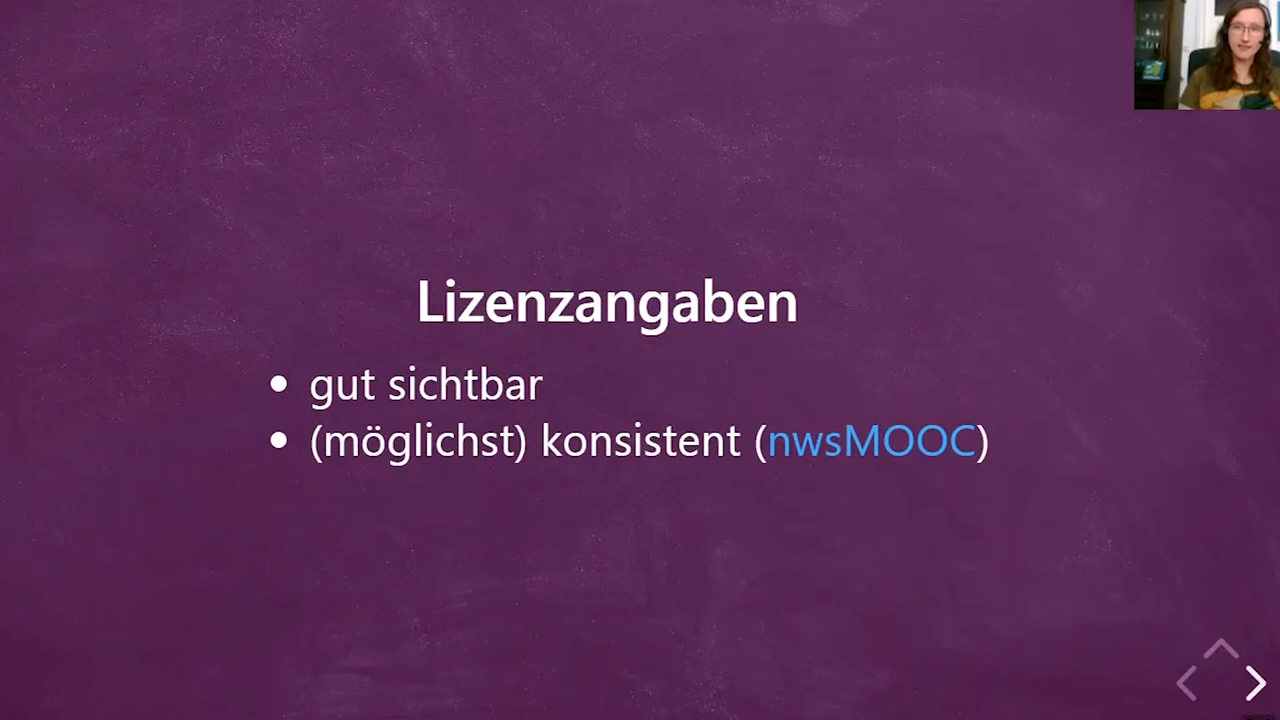 Lizenzangaben
• gut sichtbar
• (möglichst) konsistent (nwsMOOC)